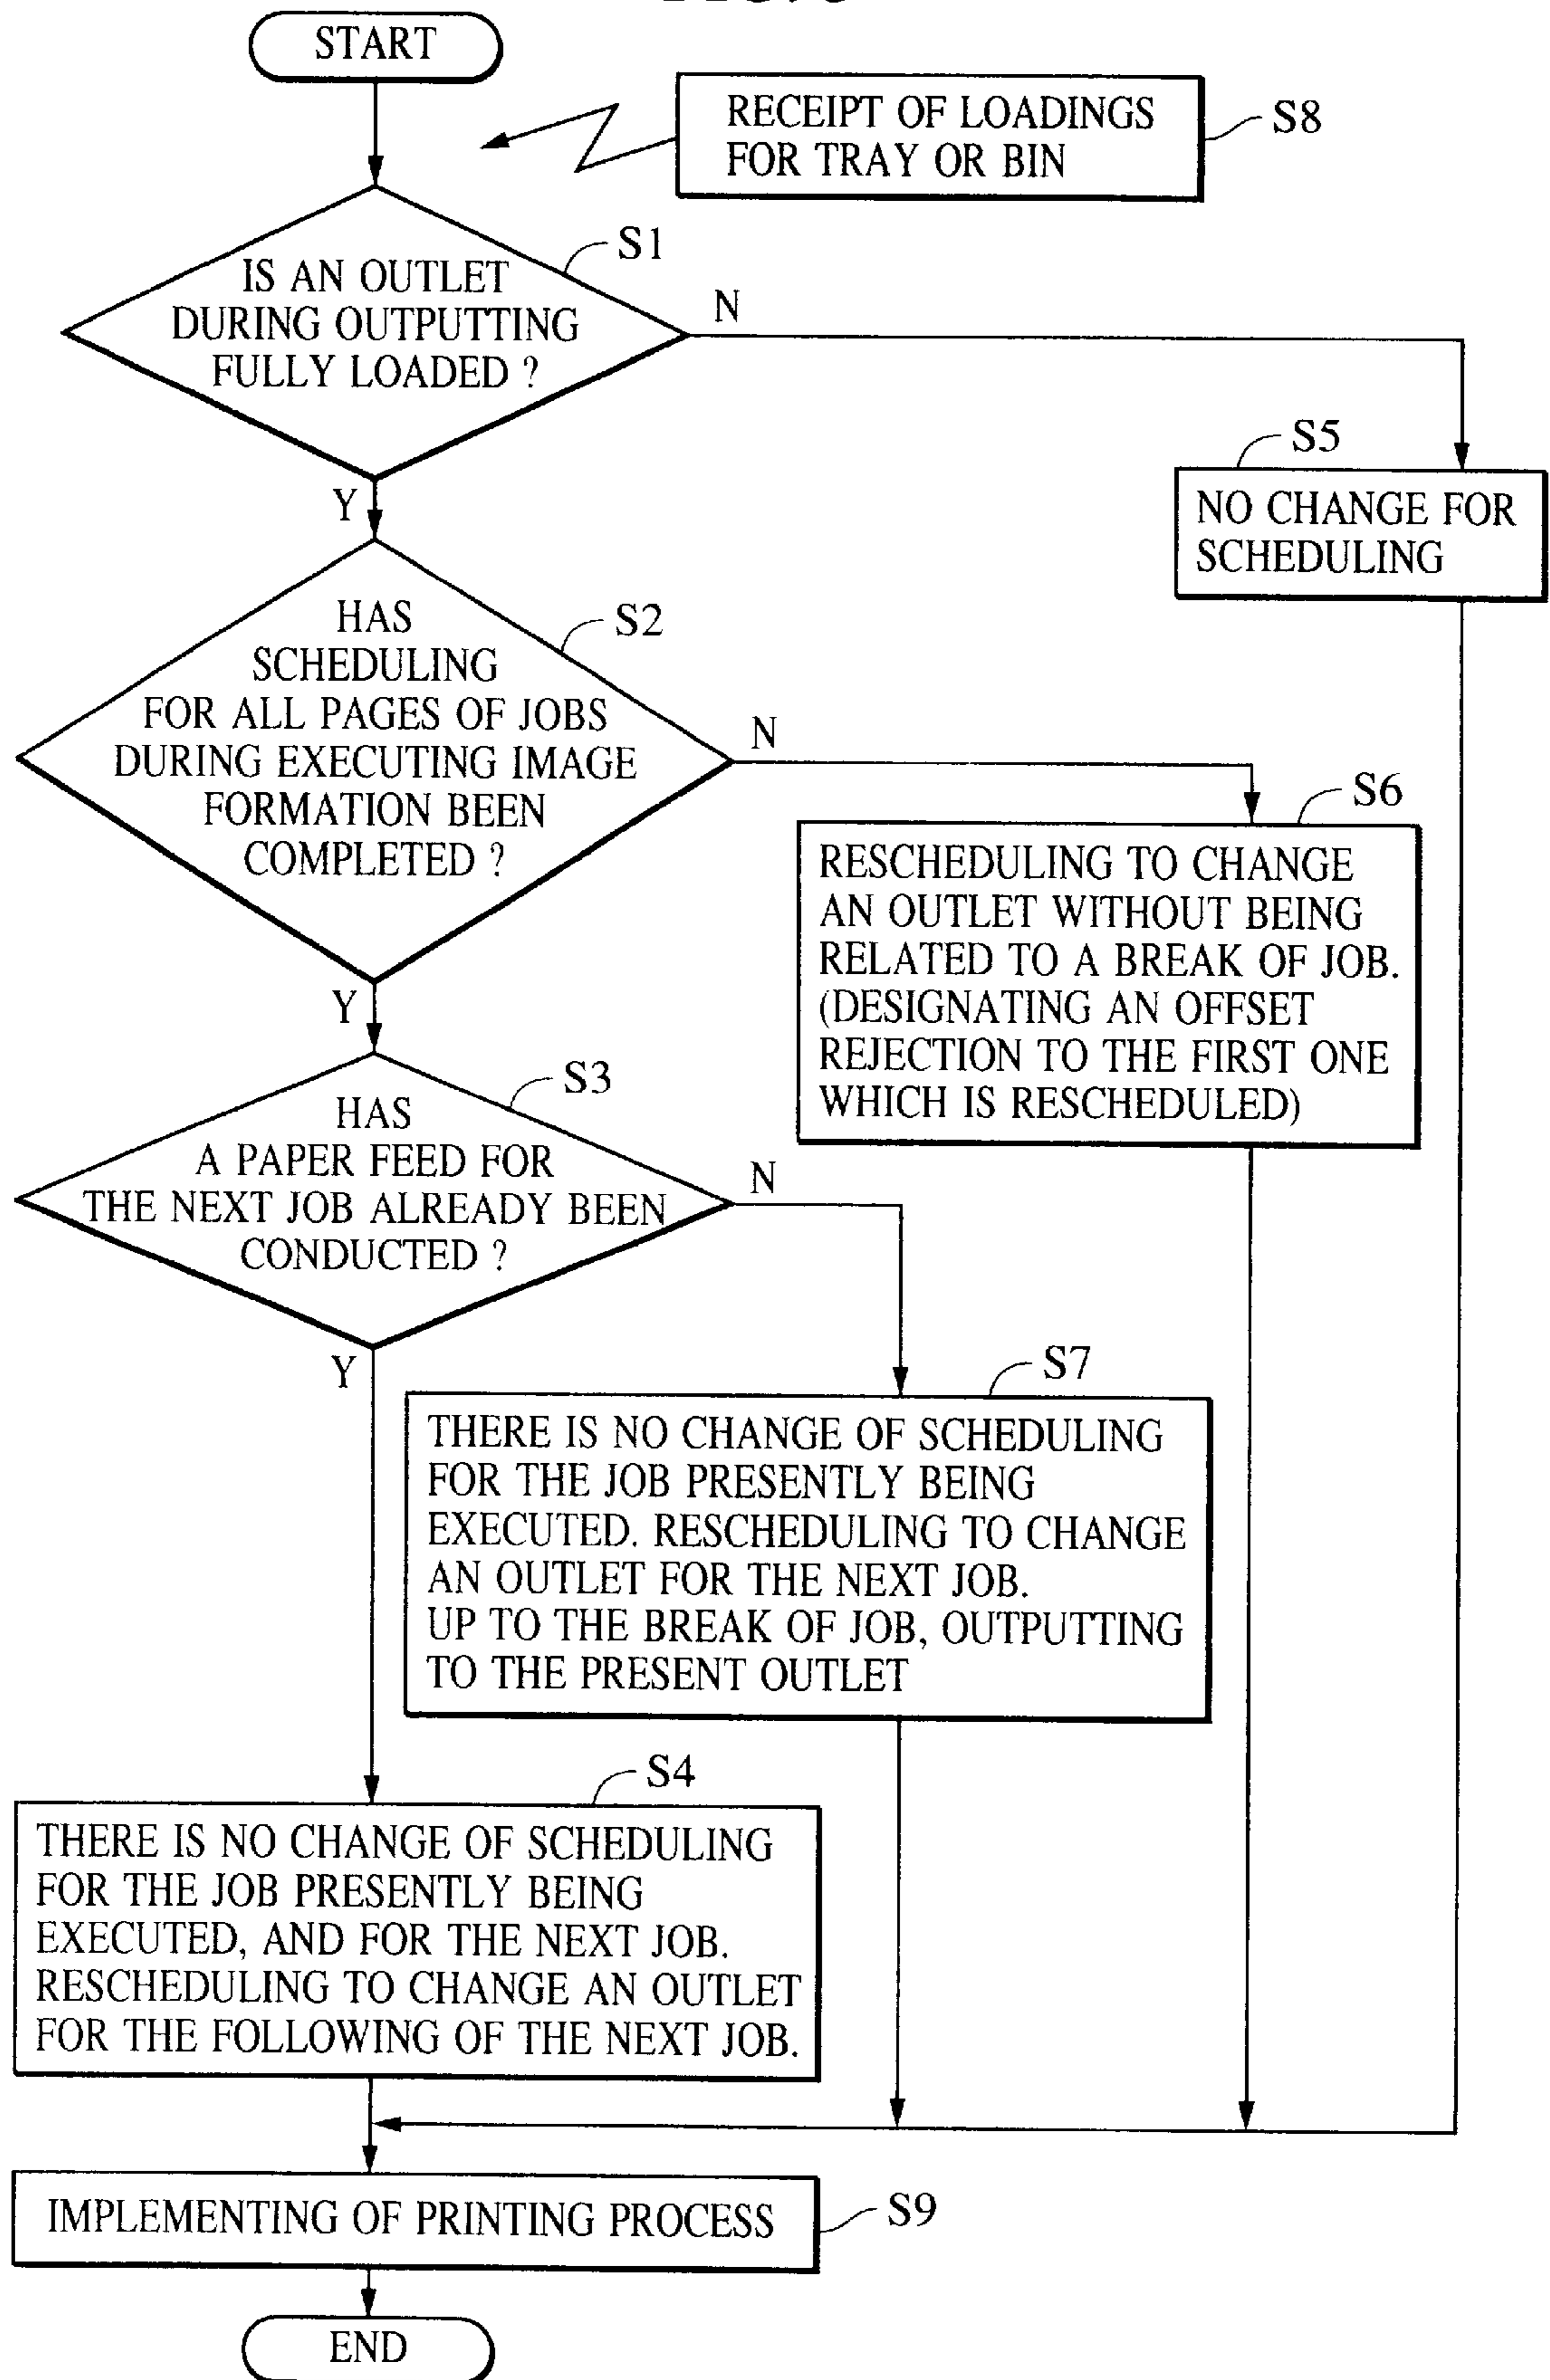 START
RECEIPT OF LOADINGS
FOR TRAY OR BIN
S8
S1
IS AN OUTLET
DURING OUTPUTTING
FULLY LOADED ?
N
Y
S5
NO CHANGE FOR
SCHEDULING
S2
HAS
SCHEDULING
FOR ALL PAGES OF JOBS
DURING EXECUTING IMAGE
FORMATION BEEN
COMPLETED ?
N
Y
S6
RESCHEDULING TO CHANGE
AN OUTLET WITHOUT BEING
RELATED TO A BREAK OF JOB.
(DESIGNATING AN OFFSET
REJECTION TO THE FIRST ONE
WHICH IS RESCHEDULED)
S3
HAS
A PAPER FEED FOR
THE NEXT JOB ALREADY BEEN
CONDUCTED ?
N
Y
S7
THERE IS NO CHANGE OF SCHEDULING
FOR THE JOB PRESENTLY BEING
EXECUTED. RESCHEDULING TO CHANGE
AN OUTLET FOR THE NEXT JOB.
UP TO THE BREAK OF JOB, OUTPUTTING
TO THE PRESENT OUTLET
S4
THERE IS NO CHANGE OF SCHEDULING
FOR THE JOB PRESENTLY BEING
EXECUTED, AND FOR THE NEXT JOB.
RESCHEDULING TO CHANGE AN OUTLET
FOR THE FOLLOWING OF THE NEXT JOB.
IMPLEMENTING OF PRINTING PROCESS
S9
END